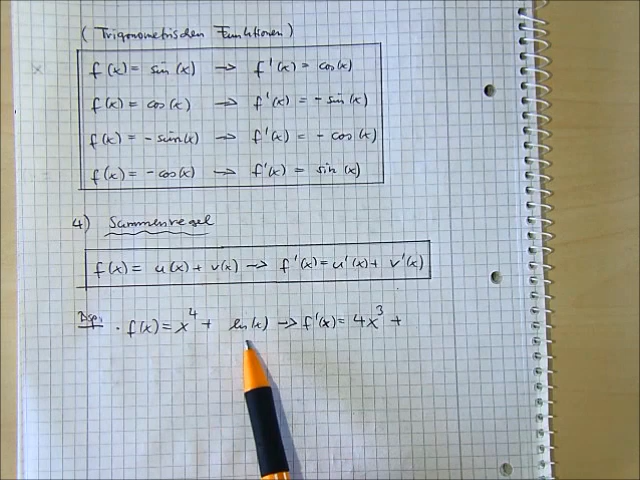 (Trigonometrischen Funktionen)
f(x) = sin(x) → f'(x) = cos(x)
f(x) = cos(x) → f'(x) = - sin(x)
f(x) = - sin(x) → f'(x) = - cos(x)
f(x) = - cos(x) → f'(x) = sin(x)
4) Summenregel
f(x) = u(x) + v(x) → f'(x) = u'(x) + v'(x)
Bsp: · f(x) = x⁴ + ln(x) → f'(x) = 4x³ +